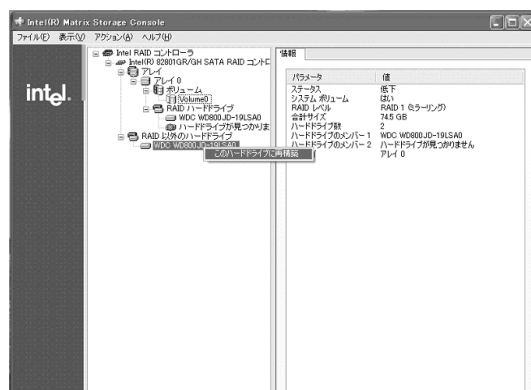 Intel(R) Matrix Storage Console
ファイル(F) 表示(V) アクション(A) ヘルプ(H)
intel.
Intel RAID コントローラ
Intel(R) 82801GR/GH SATA RAID コントロ
アレイ
アレイ 0
ボリューム
Volume0
RAID ハードドライブ
WDC WD800JD-19LSA0
ハードドライブが見つかりま
RAID 以外のハードドライブ
WDC WD800JD-19LSA0
このハードドライブに再構築
情報
パラメータ 値
ステータス 低下
システム ボリューム はい
RAID レベル RAID 1 (ミラーリング)
合計サイズ 74.5 GB
ハードドライブ数 2
ハードドライブのメンバー 1 WDC WD800JD-19LSA0
ハードドライブのメンバー 2 ハードドライブが見つかりません
アレイ 0